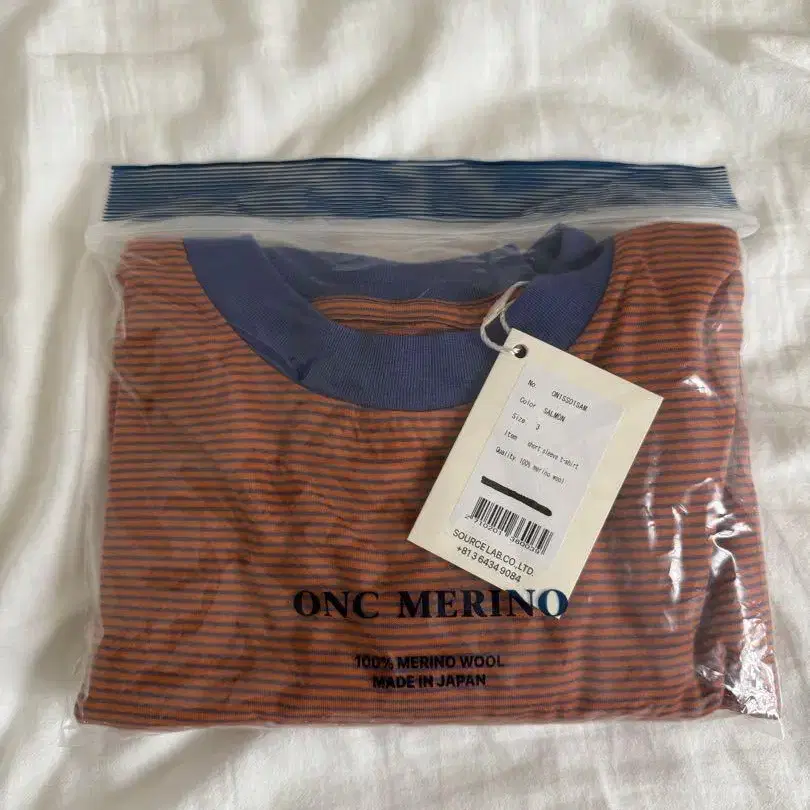 No ONISS01SAM
Color SALMON
Size 3
Item short sleeve t-shirt
Quality 100% merino wool
SOURCE LAB.CO.,LTD.
+81 3 6434 9084
ONC MERINO
100% MERINO WOOL
MADE IN JAPAN